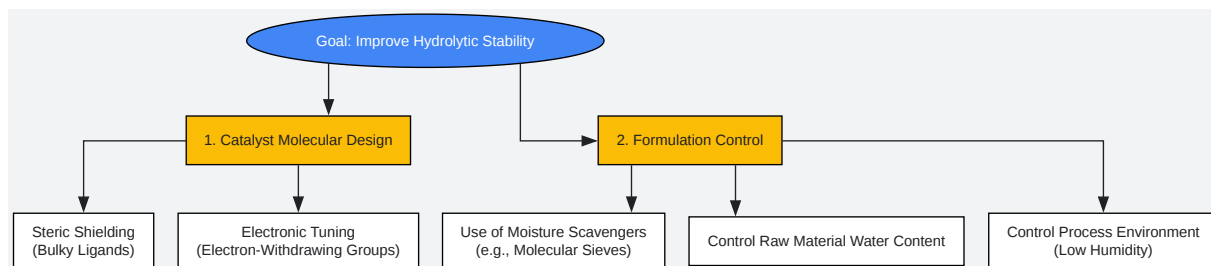 Goal: Improve Hydrolytic Stability
1. Catalyst Molecular Design
2. Formulation Control
Steric Shielding
(Bulky Ligands)
Electronic Tuning
(Electron-Withdrawing Groups)
Use of Moisture Scavengers
(e.g., Molecular Sieves)
Control Raw Material Water Content
Control Process Environment
(Low Humidity)